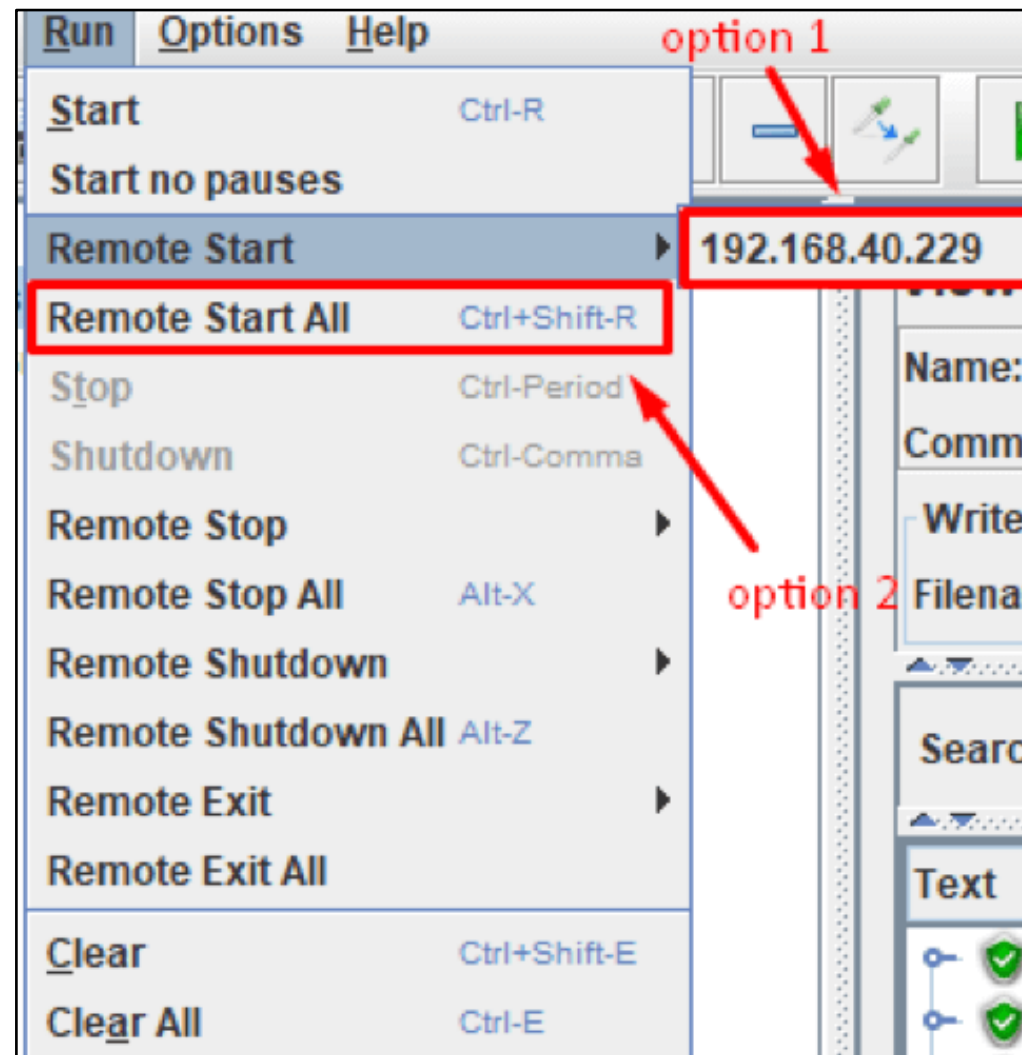 Run Options Help
option 1
Start Ctrl-R
Start no pauses
Remote Start
192.168.40.229
Remote Start All Ctrl+Shift-R
Name:
Stop Ctrl-Period
Comm
Shutdown Ctrl-Comma
Write
Remote Stop
option 2
Filena
Remote Stop All Alt-X
Remote Shutdown
Remote Shutdown All Alt-Z
Searc
Remote Exit
Remote Exit All
Text
Clear Ctrl+Shift-E
Clear All Ctrl-E